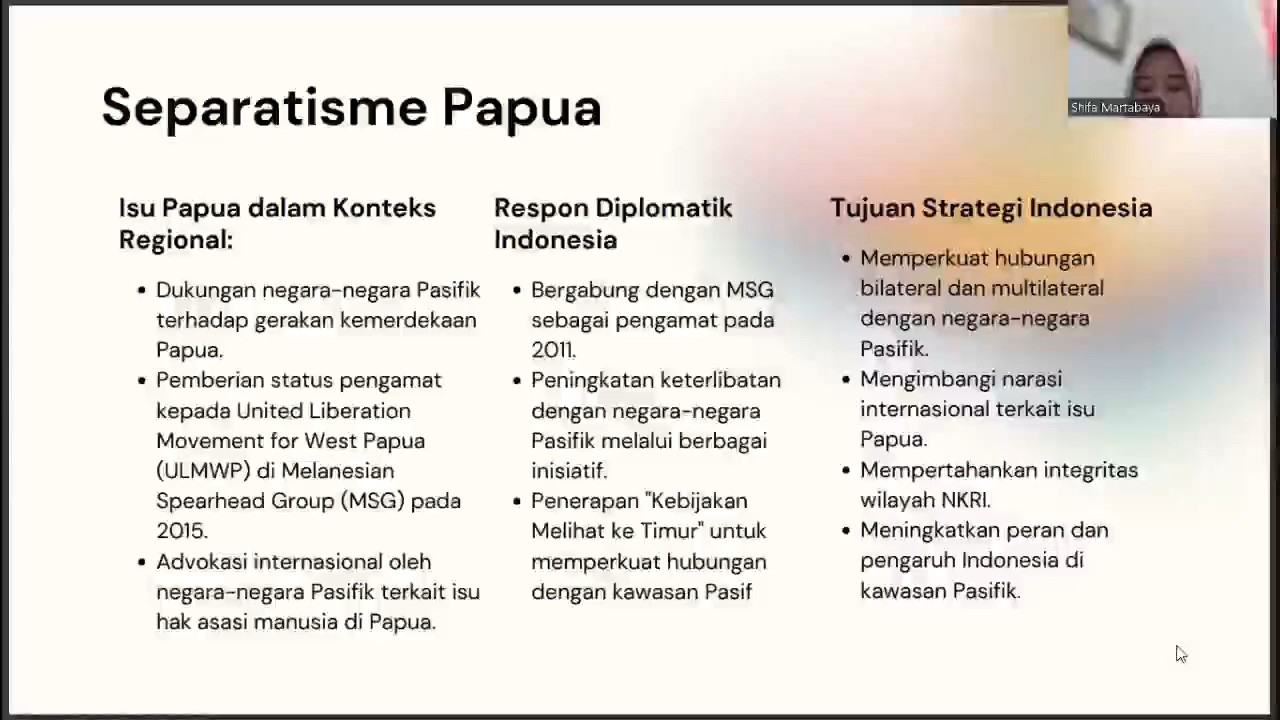 Separatisme Papua
Shifa Martabaya
Isu Papua dalam Konteks
Regional:
• Dukungan negara-negara Pasifik
terhadap gerakan kemerdekaan
Papua.
• Pemberian status pengamat
kepada United Liberation
Movement for West Papua
(ULMWP) di Melanesian
Spearhead Group (MSG) pada
2015.
• Advokasi internasional oleh
negara-negara Pasifik terkait isu
hak asasi manusia di Papua.
Respon Diplomatik
Indonesia
• Bergabung dengan MSG
sebagai pengamat pada
2011.
• Peningkatan keterlibatan
dengan negara-negara
Pasifik melalui berbagai
inisiatif.
• Penerapan "Kebijakan
Melihat ke Timur" untuk
memperkuat hubungan
dengan kawasan Pasif
Tujuan Strategi Indonesia
• Memperkuat hubungan
bilateral dan multilateral
dengan negara-negara
Pasifik.
• Mengimbangi narasi
internasional terkait isu
Papua.
• Mempertahankan integritas
wilayah NKRI.
• Meningkatkan peran dan
pengaruh Indonesia di
kawasan Pasifik.